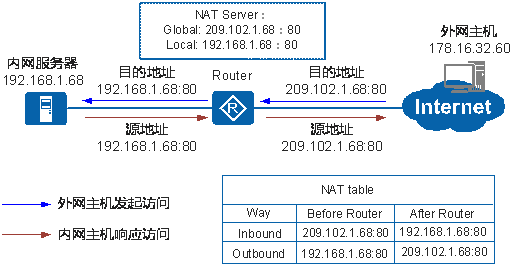 NAT Server：
Global: 209.102.1.68：80
Local: 192.168.1.68：80
外网主机
178.16.32.60
内网服务器
192.168.1.68
目的地址
192.168.1.68:80
Router
目的地址
209.102.1.68:80
R
Internet
源地址
192.168.1.68:80
源地址
209.102.1.68:80
外网主机发起访问
内网主机响应访问
NAT table
Way Before Router After Router
Inbound 209.102.1.68:80 192.168.1.68:80
Outbound 192.168.1.68:80 209.102.1.68:80